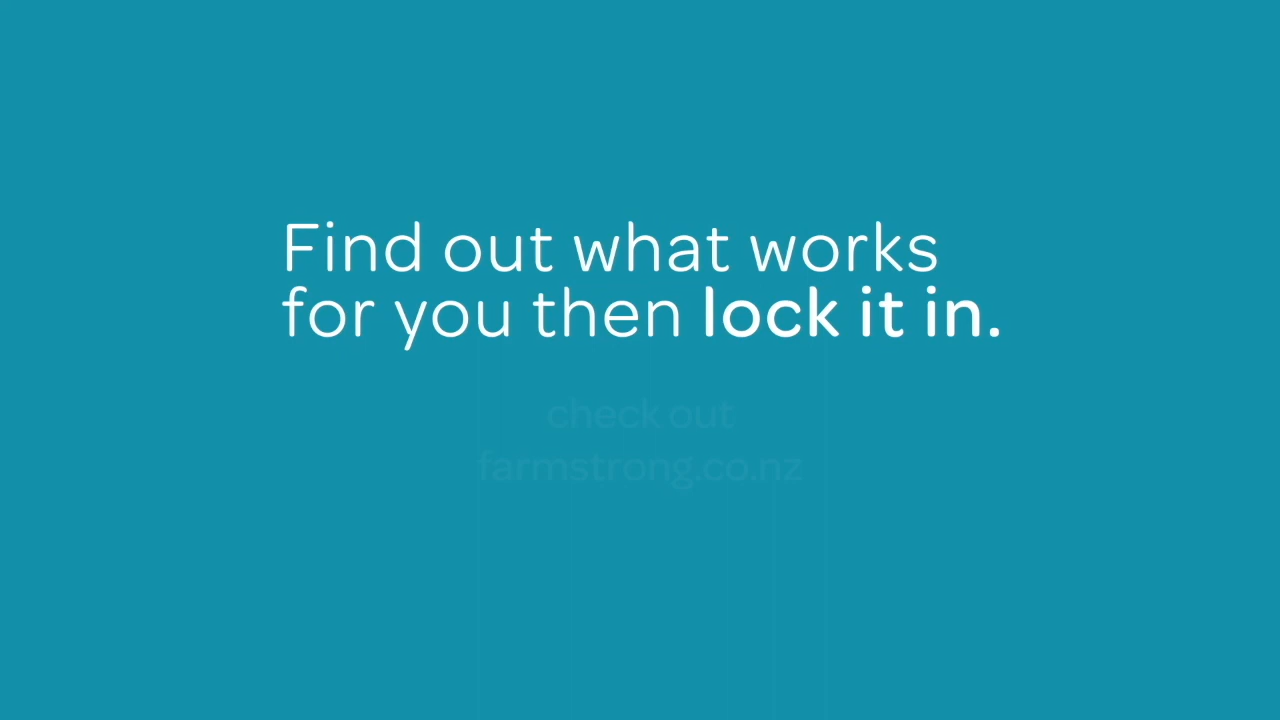 Find out what works
for you then lock it in.
check out
farmstrong.co.nz